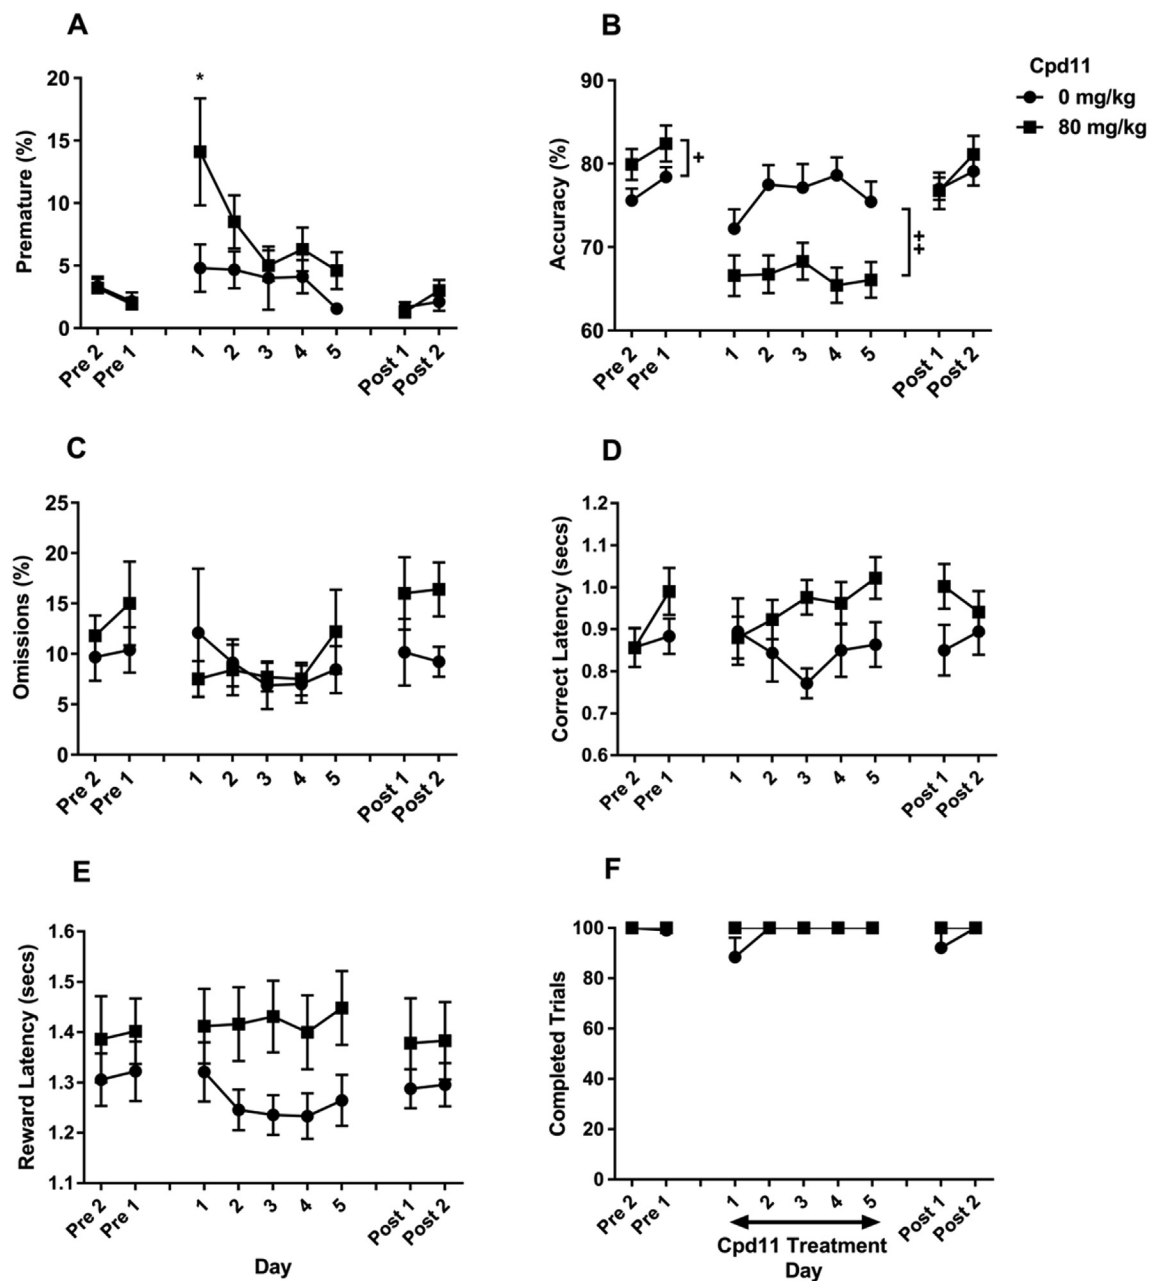 A
Premature (%)
20
15
10
5
0
*
Pre 2
Pre 1
1
2
3
4
5
Post 1
Post 2
B
Accuracy (%)
90
80
70
60
+
++
Pre 2
Pre 1
1
2
3
4
5
Post 1
Post 2
Cpd11
0 mg/kg
80 mg/kg
C
Omissions (%)
25
20
15
10
5
0
Pre 2
Pre 1
1
2
3
4
5
Post 1
Post 2
D
Correct Latency (secs)
1.2
1.1
1.0
0.9
0.8
0.7
0.6
Pre 2
Pre 1
1
2
3
4
5
Post 1
Post 2
E
Reward Latency (secs)
1.6
1.5
1.4
1.3
1.2
1.1
Pre 2
Pre 1
1
2
3
4
5
Post 1
Post 2
Day
F
Completed Trials
100
80
60
40
20
0
Pre 2
Pre 1
1
2
3
4
5
Post 1
Post 2
Cpd11 Treatment
Day